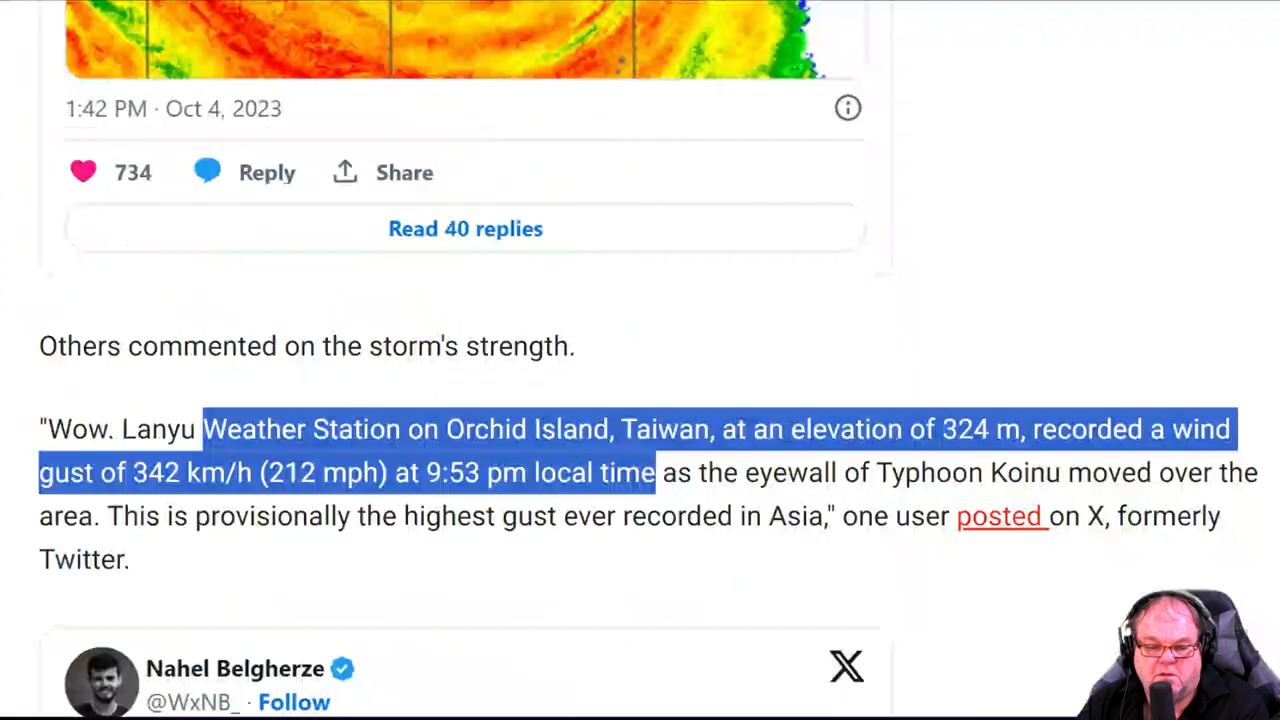 1:42 PM · Oct 4, 2023
734 Reply Share
Read 40 replies
Others commented on the storm's strength.
"Wow. Lanyu Weather Station on Orchid Island, Taiwan, at an elevation of 324 m, recorded a wind
gust of 342 km/h (212 mph) at 9:53 pm local time as the eyewall of Typhoon Koinu moved over the
area. This is provisionally the highest gust ever recorded in Asia," one user posted on X, formerly
Twitter.
Nahel Belgherze
@WxNB_ · Follow